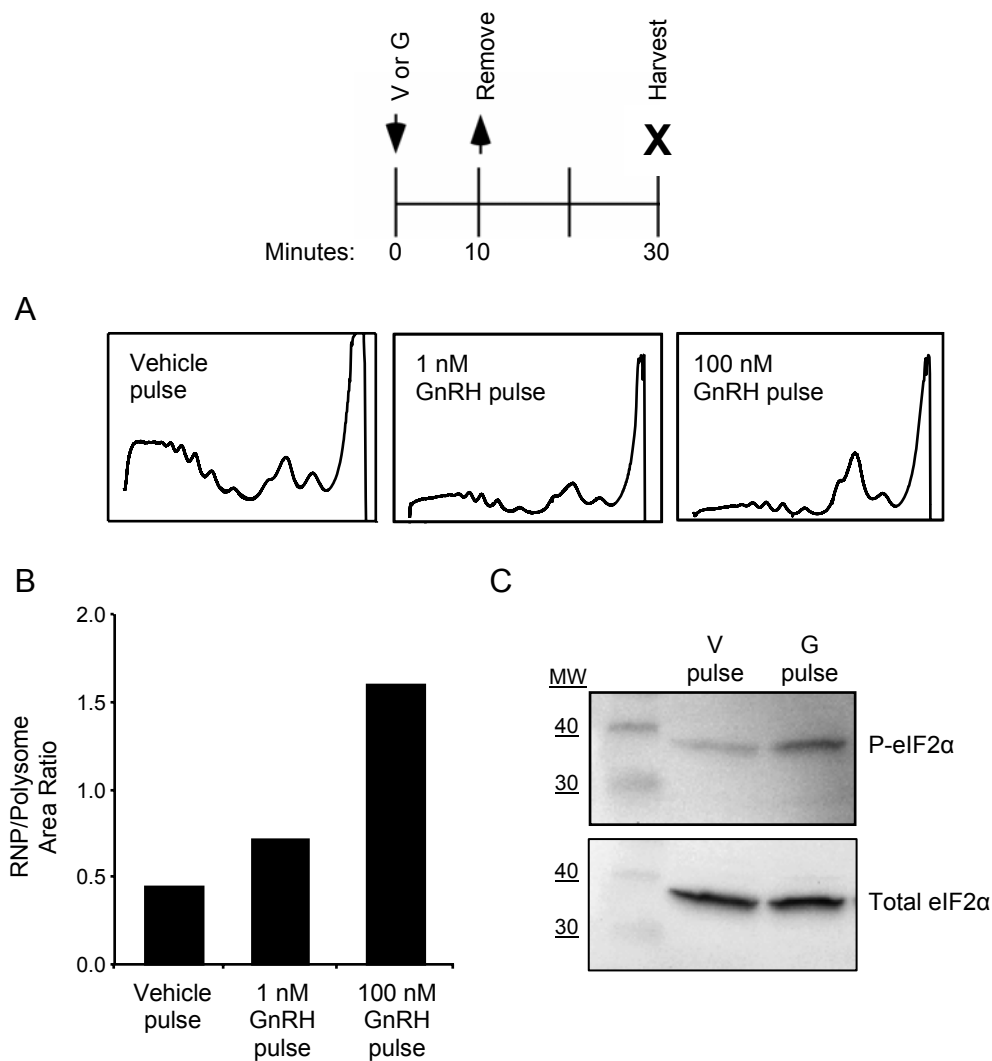 V or G
Remove
Harvest
X
Minutes: 0 10 30
A
Vehicle
pulse
1 nM
GnRH pulse
100 nM
GnRH pulse
B
RNP/Polysome
Area Ratio
2.0
1.5
1.0
0.5
0.0
Vehicle
pulse
1 nM
GnRH
pulse
100 nM
GnRH
pulse
C
MW
V
pulse
G
pulse
40
30
P-eIF2α
40
30
Total eIF2α